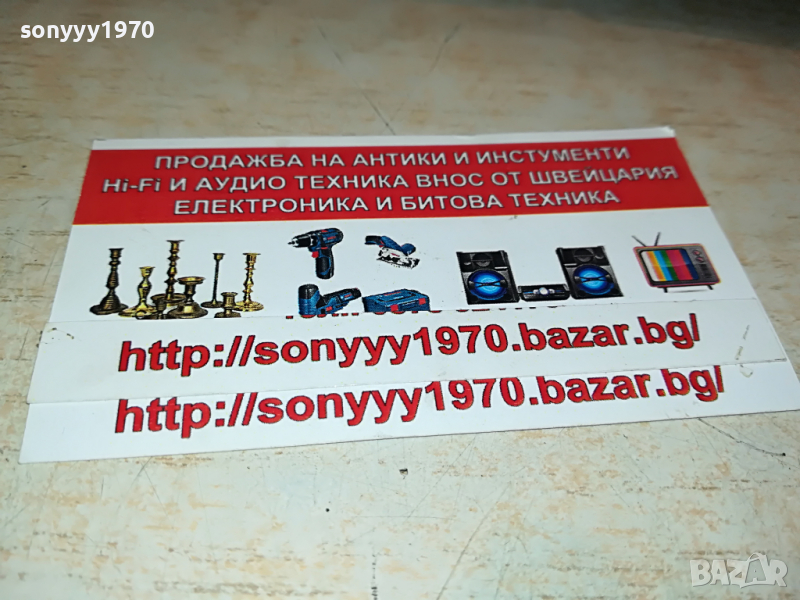 sonyyy1970
ПРОДАЖБА НА АНТИКИ И ИНСТУМЕНТИ
Hi-Fi И АУДИО ТЕХНИКА ВНОС ОТ ШВЕИЦАРИЯ
ЕЛЕКТРОНИКА И БИТОВА ТЕХНИКА
http://sonyyy1970.bazar.bg/
http://sonyyy1970.bazar.bg/
BAZAR